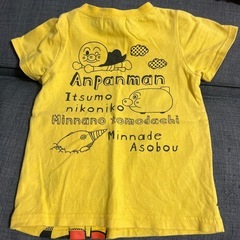 Anpanman
Itsumo
nikoniko
Minnano tomodachi
Minnade
Asobou